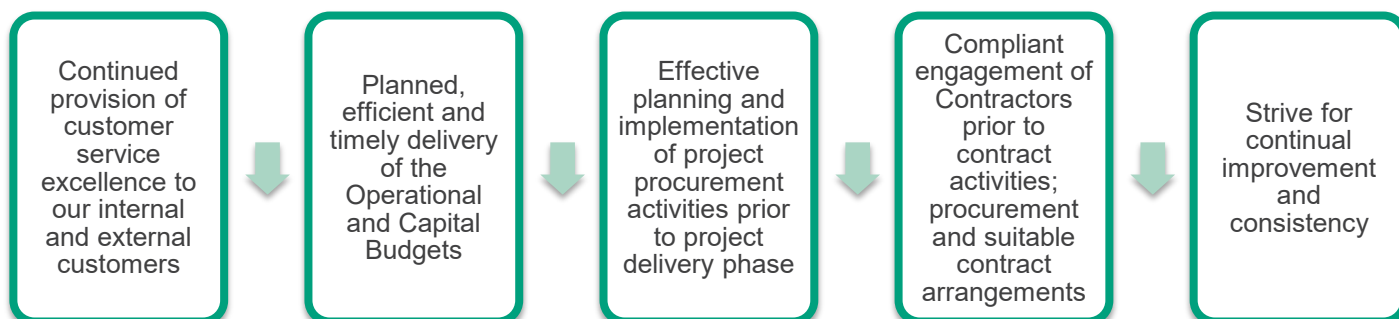 Continued
provision of
customer
service
excellence to
our internal
and external
customers
Planned,
efficient and
timely delivery
of the
Operational
and Capital
Budgets
Effective
planning and
implementation
of project
procurement
activities prior
to project
delivery phase
Compliant
engagement of
Contractors
prior to
contract
activities;
procurement
and suitable
contract
arrangements
Strive for
continual
improvement
and
consistency